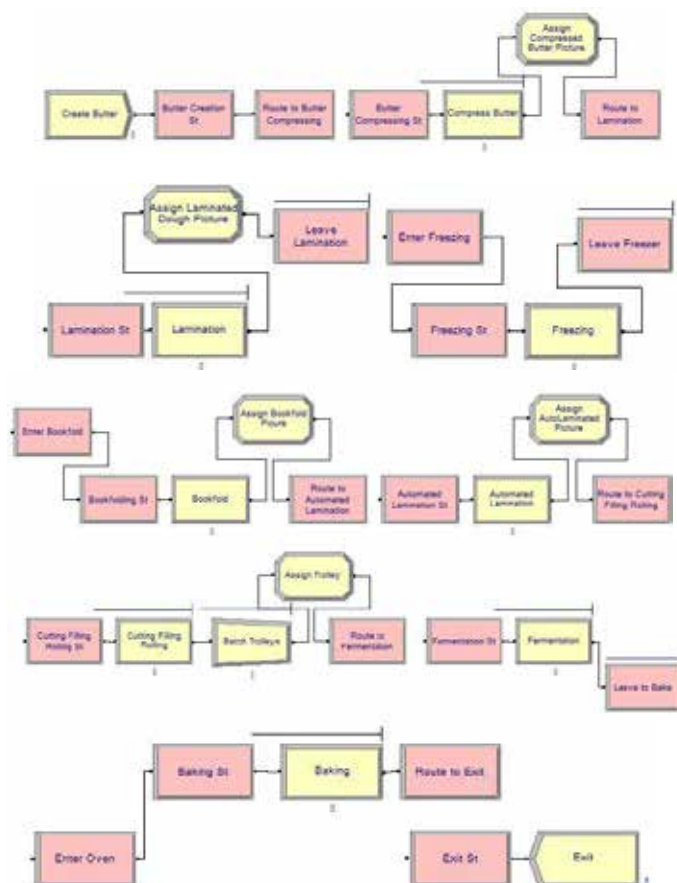 Assign
Compressed
Butter Picture
Create Butter
Butter Creation
St
Route to Butter
Compressing
Butter
Compressing St
Compress Butter
Route to
Lamination
Assign Laminated
Dough Picture
Leave
Lamination
Enter Freezing
Leave Freezer
Lamination St
Lamination
Freezing St
Freezing
Enter Bookfold
Assign Bookfold
Picure
Assign
AutoLaminated
Picture
Bookfolding St
Bookfold
Route to
Automated
Lamination
Automated
Lamination St
Automated
Lamination
Route to Cutting
Filling Rolling
Assign Trolley
Cutting Filling
Rolling St
Cutting Filling
Rolling
Batch Trolleys
Route to
Fermentation
Fermentation St
Fermentation
Leave to Bake
Baking St
Baking
Route to Exit
Enter Oven
Exit St
Exit